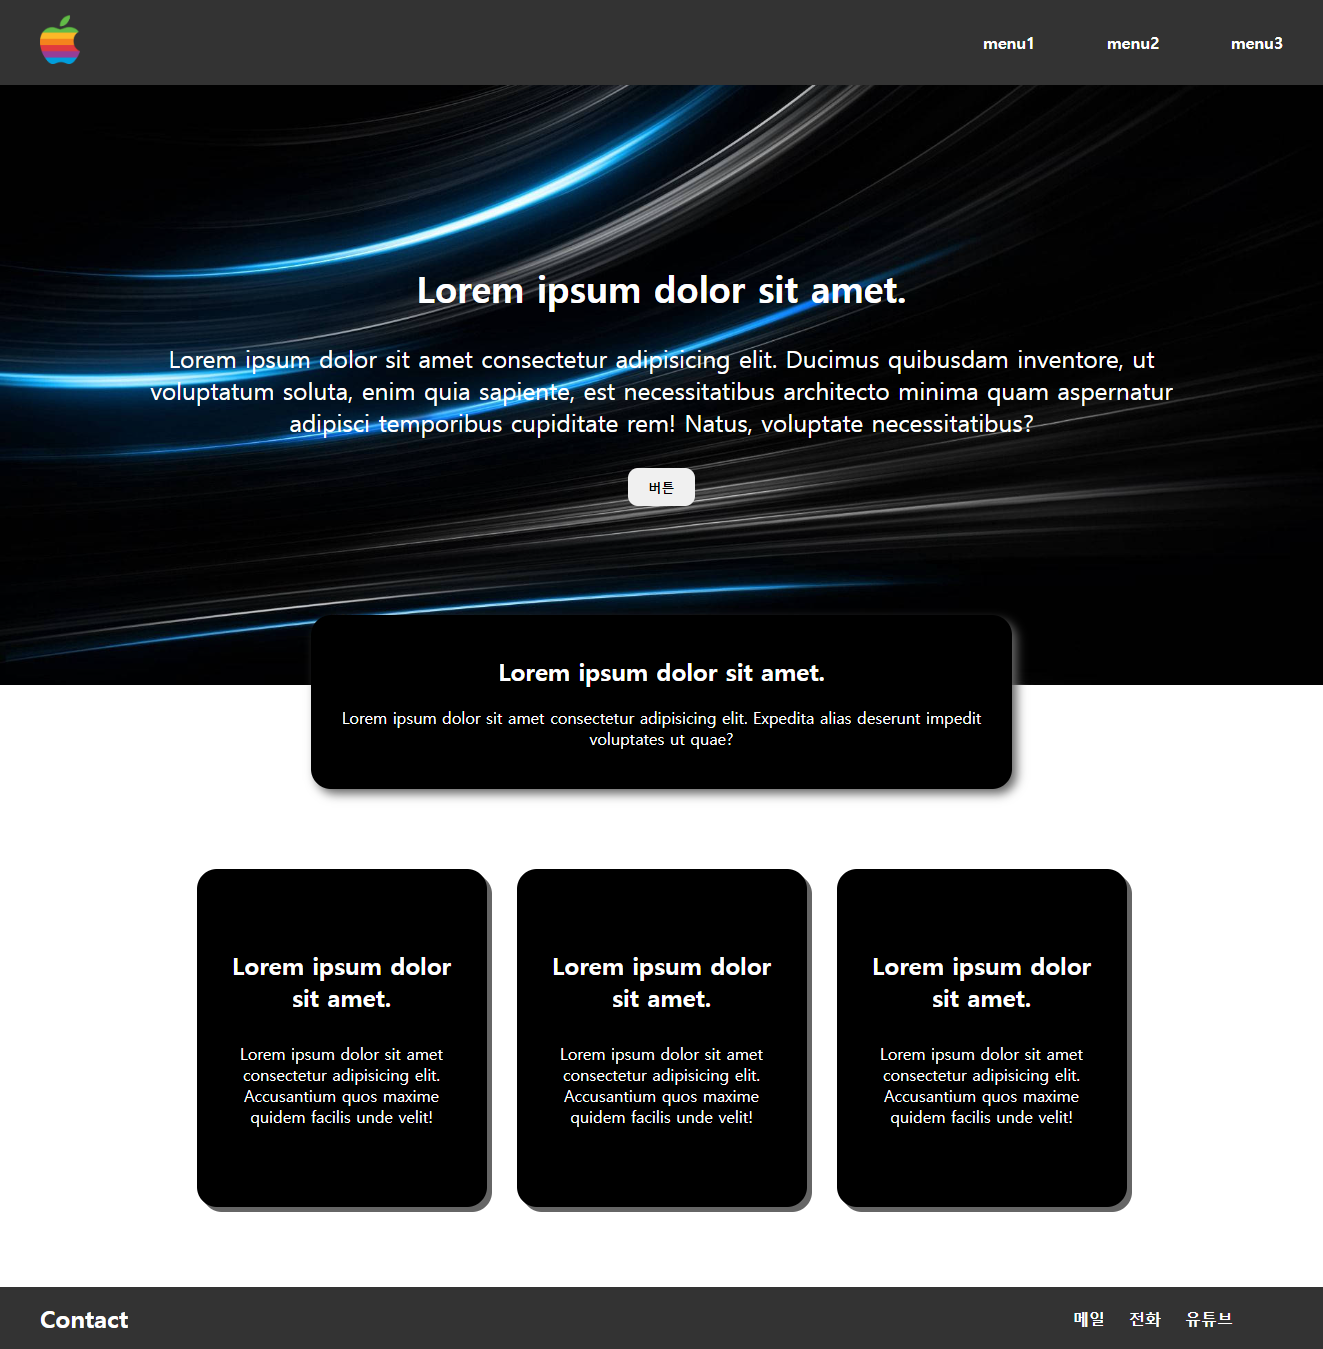 menu1 menu2 menu3
Lorem ipsum dolor sit amet.
Lorem ipsum dolor sit amet consectetur adipisicing elit. Ducimus quibusdam inventore, ut
voluptatum soluta, enim quia sapiente, est necessitatibus architecto minima quam aspernatur
adipisci temporibus cupiditate rem! Natus, voluptate necessitatibus?
버튼
Lorem ipsum dolor sit amet.
Lorem ipsum dolor sit amet consectetur adipisicing elit. Expedita alias deserunt impedit
voluptates ut quae?
Lorem ipsum dolor
sit amet.
Lorem ipsum dolor sit amet
consectetur adipisicing elit.
Accusantium quos maxime
quidem facilis unde velit!
Lorem ipsum dolor
sit amet.
Lorem ipsum dolor sit amet
consectetur adipisicing elit.
Accusantium quos maxime
quidem facilis unde velit!
Lorem ipsum dolor
sit amet.
Lorem ipsum dolor sit amet
consectetur adipisicing elit.
Accusantium quos maxime
quidem facilis unde velit!
Contact 메일 전화 유튜브